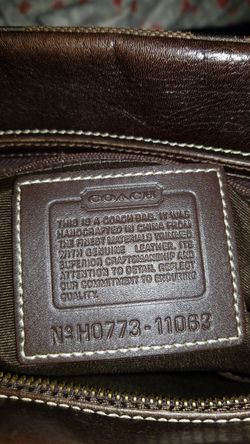 COACH
THIS IS A COACH BAG. IT WAS
HANDCRAFTED IN CHINA FROM
THE FINEST MATERIALS TRIMMED
WITH GENUINE LEATHER. ITS
SUPERIOR CRAFTSMANSHIP AND
ATTENTION TO DETAIL REFLECT
OUR COMMITMENT TO ENDURING
QUALITY.
Nº H0773-11063